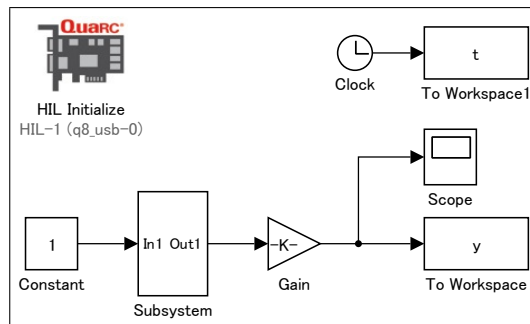 QUARC
HIL Initialize
HIL-1 (q8_usb-0)
Clock
t
To Workspace1
Scope
1
Constant
In1 Out1
Subsystem
-K-
Gain
y
To Workspace